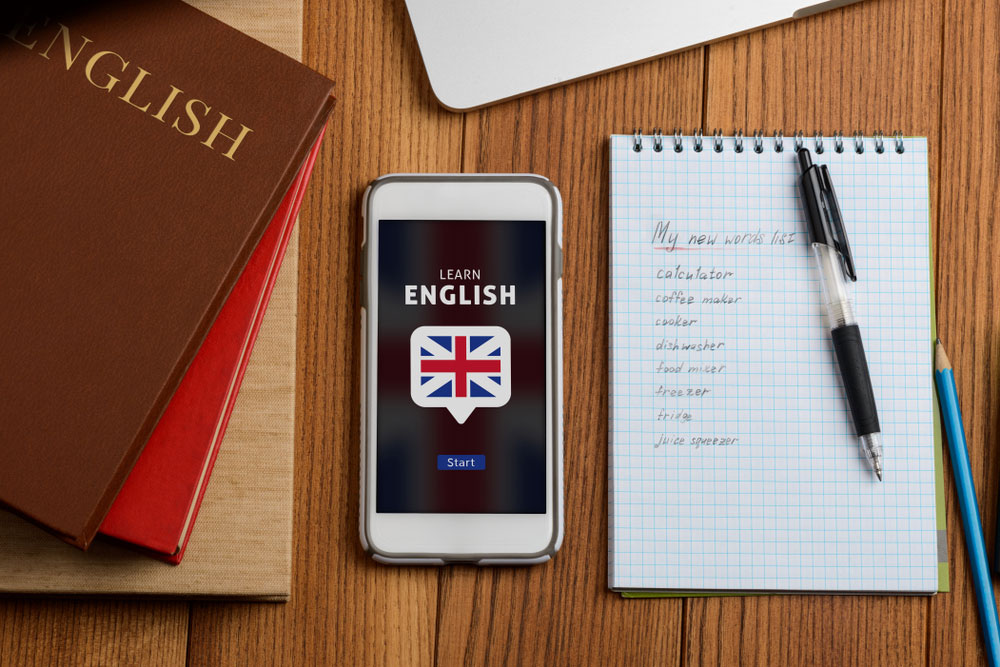 ENGLISH
LEARN
ENGLISH
Start
My new words list
calculator
coffee maker
cooker
dishwasher
food mixer
freezer
fridge
juice squeezer